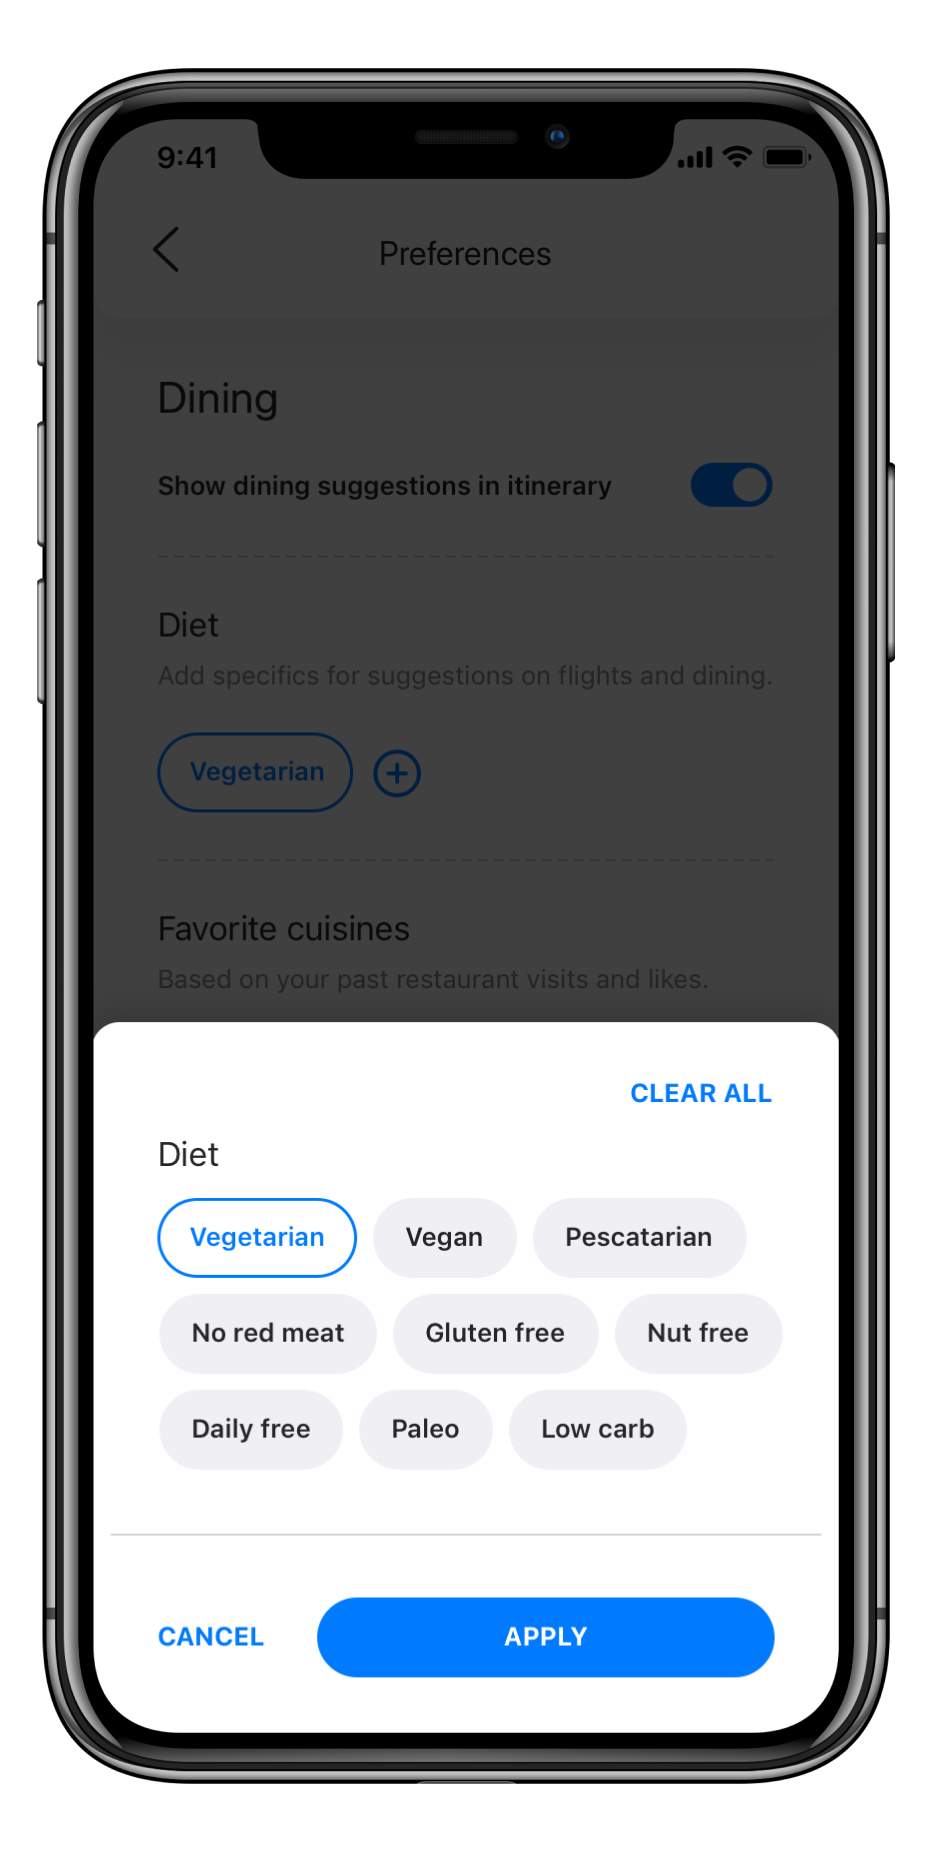 9:41
Preferences
Dining
Show dining suggestions in itinerary
Diet
Add specifics for suggestions on flights and dining.
Vegetarian
Favorite cuisines
Based on your past restaurant visits and likes.
CLEAR ALL
Diet
Vegetarian Vegan Pescatarian
No red meat Gluten free Nut free
Daily free Paleo Low carb
CANCEL APPLY